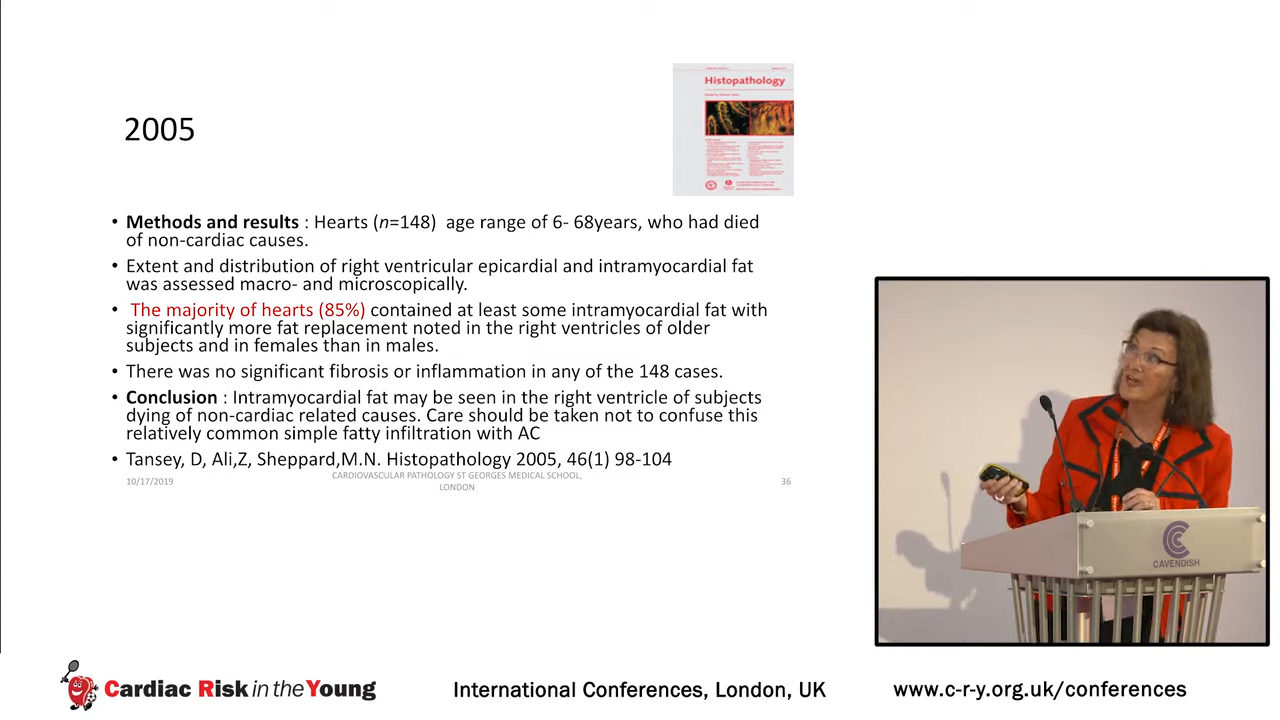 Histopathology
2005
• Methods and results : Hearts (n=148) age range of 6- 68years, who had died
of non-cardiac causes.
• Extent and distribution of right ventricular epicardial and intramyocardial fat
was assessed macro- and microscopically.
• The majority of hearts (85%) contained at least some intramyocardial fat with
significantly more fat replacement noted in the right ventricles of older
subjects and in females than in males.
• There was no significant fibrosis or inflammation in any of the 148 cases.
• Conclusion : Intramyocardial fat may be seen in the right ventricle of subjects
dying of non-cardiac related causes. Care should be taken not to confuse this
relatively common simple fatty infiltration with AC
• Tansey, D, Ali,Z, Sheppard,M.N. Histopathology 2005, 46(1) 98-104
10/17/2019
CARDIOVASCULAR PATHOLOGY ST GEORGES MEDICAL SCHOOL,
LONDON
36
CAVENDISH
Cardiac Risk in the Young
International Conferences, London, UK
www.c-r-y.org.uk/conferences